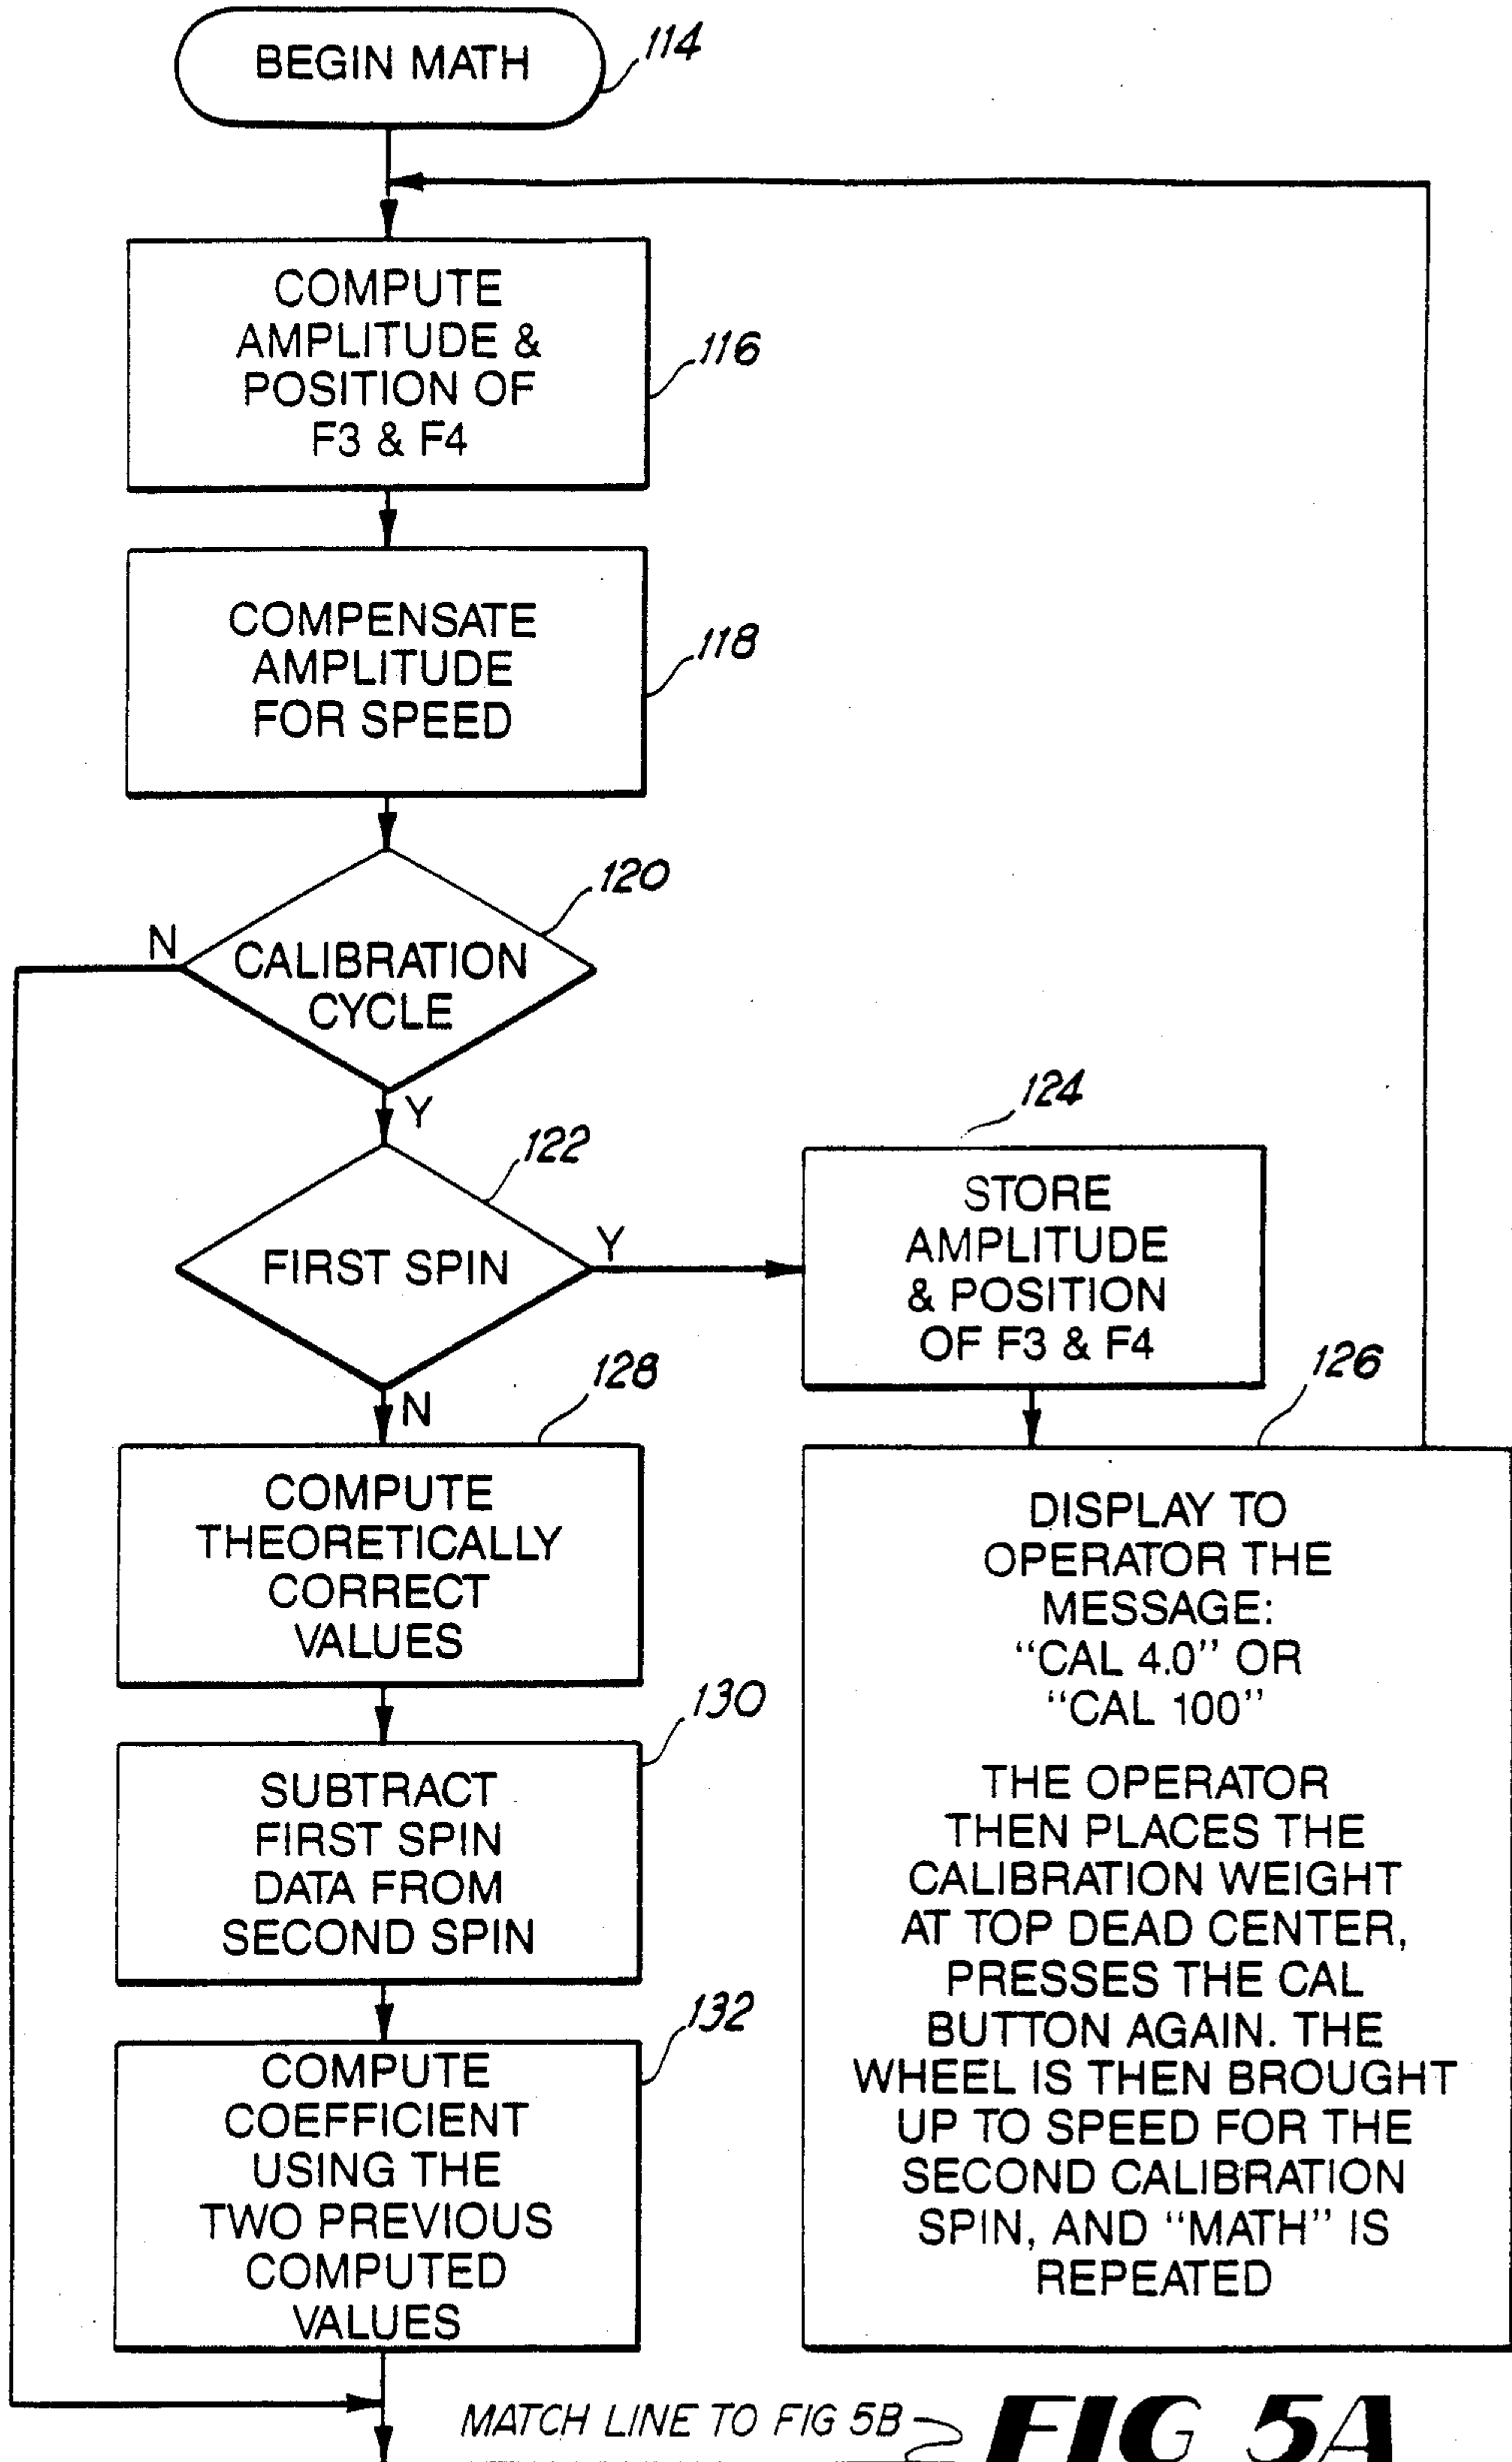 BEGIN MATH
114
COMPUTE
AMPLITUDE &
POSITION OF
F3 & F4
116
COMPENSATE
AMPLITUDE
FOR SPEED
118
120
N
CALIBRATION
CYCLE
Y
122
FIRST SPIN
Y
N
124
STORE
AMPLITUDE
& POSITION
OF F3 & F4
126
DISPLAY TO
OPERATOR THE
MESSAGE:
"CAL 4.0" OR
"CAL 100"
THE OPERATOR
THEN PLACES THE
CALIBRATION WEIGHT
AT TOP DEAD CENTER,
PRESSES THE CAL
BUTTON AGAIN. THE
WHEEL IS THEN BROUGHT
UP TO SPEED FOR THE
SECOND CALIBRATION
SPIN, AND "MATH" IS
REPEATED
128
COMPUTE
THEORETICALLY
CORRECT
VALUES
130
SUBTRACT
FIRST SPIN
DATA FROM
SECOND SPIN
132
COMPUTE
COEFFICIENT
USING THE
TWO PREVIOUS
COMPUTED
VALUES
MATCH LINE TO FIG 5B
FIG 5A